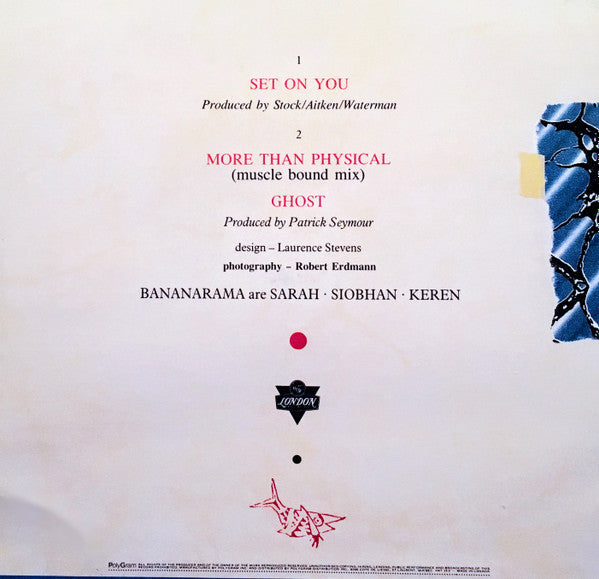 1
SET ON YOU
Produced by Stock/Aitken/Waterman
2
MORE THAN PHYSICAL
(muscle bound mix)
GHOST
Produced by Patrick Seymour
design – Laurence Stevens
photography – Robert Erdmann
BANANARAMA are SARAH · SIOBHAN · KEREN
LONDON
PolyGram